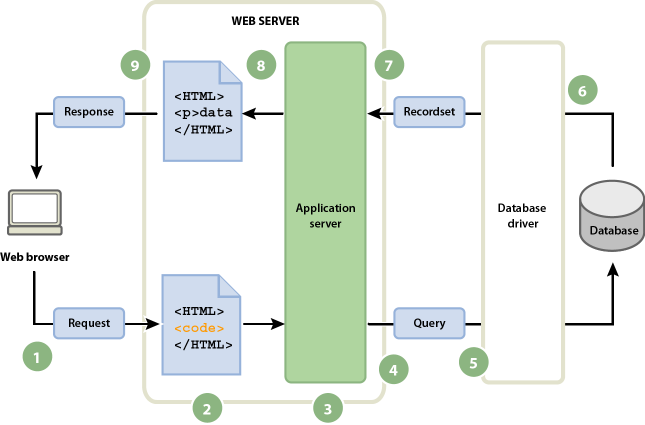 WEB SERVER
9
8
7
6
<HTML>
<p>data
</HTML>
Response
Recordset
Application
server
Database
driver
Database
Web browser
<HTML>
<code>
</HTML>
Request
Query
1
2
3
4
5